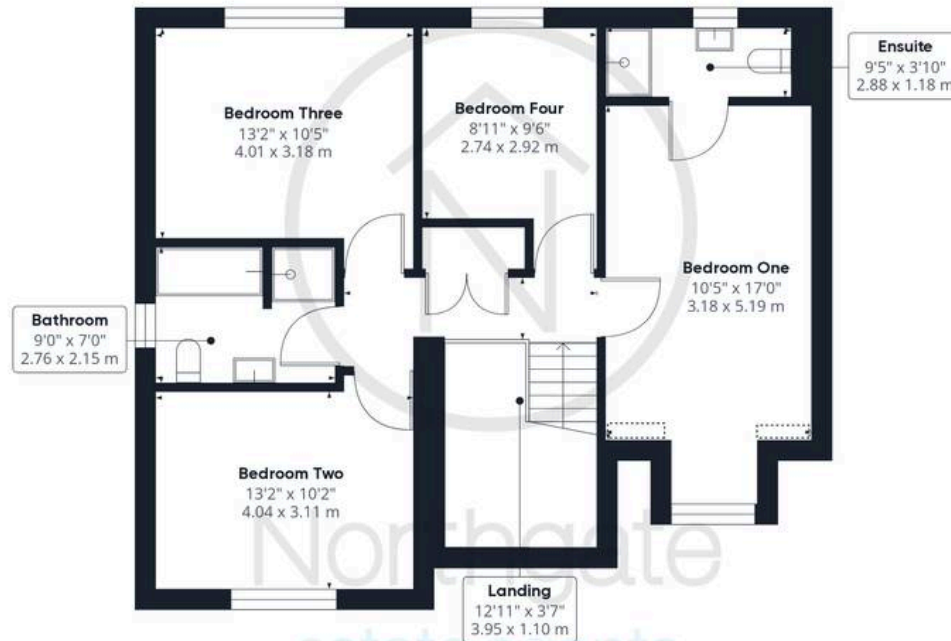 Ensuite
9'5" x 3'10"
2.88 x 1.18 m
Bedroom Three
13'2" x 10'5"
4.01 x 3.18 m
Bedroom Four
8'11" x 9'6"
2.74 x 2.92 m
Bedroom One
10'5" x 17'0"
3.18 x 5.19 m
Bathroom
9'0" x 7'0"
2.76 x 2.15 m
Bedroom Two
13'2" x 10'2"
4.04 x 3.11 m
Northgate
Landing
12'11" x 3'7"
3.95 x 1.10 m